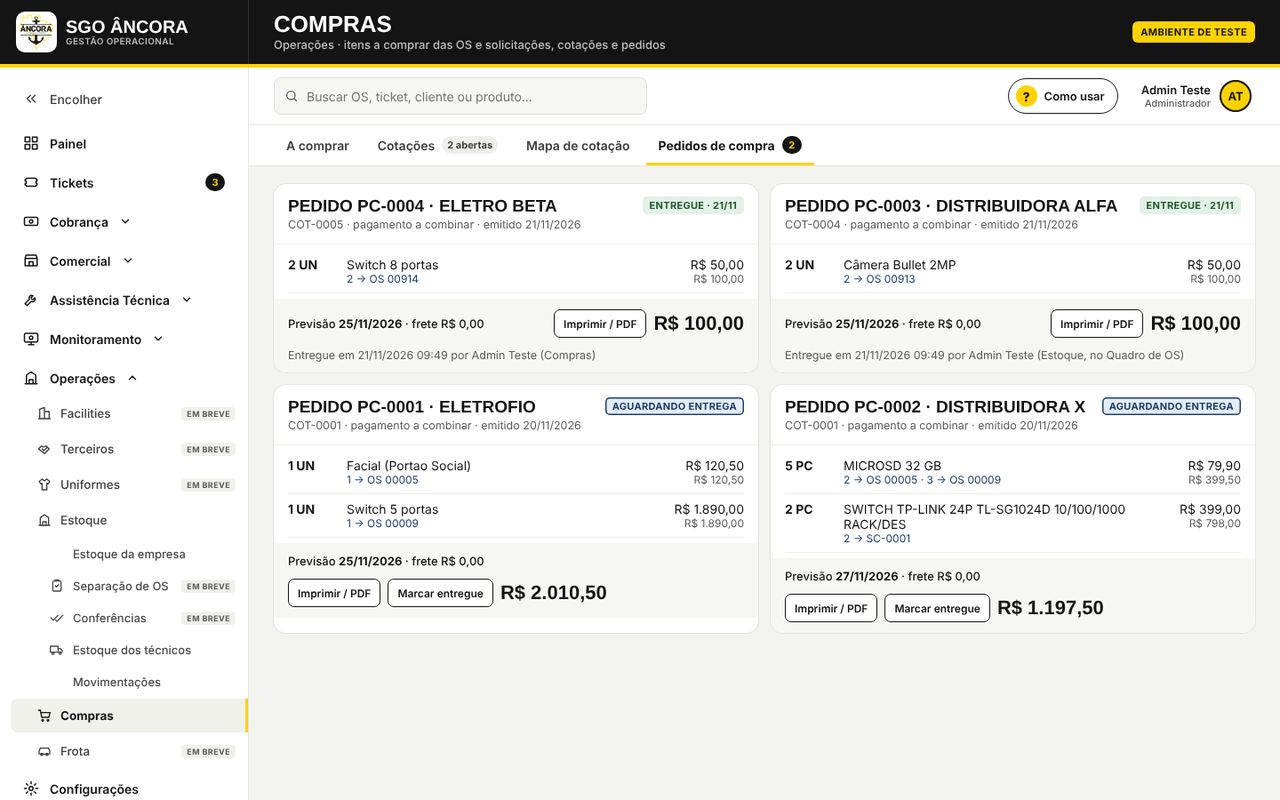 ÂNCORA
SGO ÂNCORA
GESTÃO OPERACIONAL
COMPRAS
Operações · itens a comprar das OS e solicitações, cotações e pedidos
AMBIENTE DE TESTE
Encolher
Painel
Tickets 3
Cobrança
Comercial
Assistência Técnica
Monitoramento
Operações
Facilities EM BREVE
Terceiros EM BREVE
Uniformes EM BREVE
Estoque
Estoque da empresa
Separação de OS EM BREVE
Conferências EM BREVE
Estoque dos técnicos
Movimentações
Compras
Frota EM BREVE
Configurações
Buscar OS, ticket, cliente ou produto...
? Como usar
Admin Teste
Administrador
AT
A comprar Cotações 2 abertas Mapa de cotação Pedidos de compra 2
PEDIDO PC-0004 · ELETRO BETA ENTREGUE · 21/11
COT-0005 · pagamento a combinar · emitido 21/11/2026
2 UN Switch 8 portas R$ 50,00
2 → OS 00914 R$ 100,00
Previsão 25/11/2026 · frete R$ 0,00 Imprimir / PDF R$ 100,00
Entregue em 21/11/2026 09:49 por Admin Teste (Compras)
PEDIDO PC-0003 · DISTRIBUIDORA ALFA ENTREGUE · 21/11
COT-0004 · pagamento a combinar · emitido 21/11/2026
2 UN Câmera Bullet 2MP R$ 50,00
2 → OS 00913 R$ 100,00
Previsão 25/11/2026 · frete R$ 0,00 Imprimir / PDF R$ 100,00
Entregue em 21/11/2026 09:49 por Admin Teste (Estoque, no Quadro de OS)
PEDIDO PC-0001 · ELETROFIO AGUARDANDO ENTREGA
COT-0001 · pagamento a combinar · emitido 20/11/2026
1 UN Facial (Portao Social) R$ 120,50
1 → OS 00005 R$ 120,50
1 UN Switch 5 portas R$ 1.890,00
1 → OS 00009 R$ 1.890,00
Previsão 25/11/2026 · frete R$ 0,00
Imprimir / PDF Marcar entregue R$ 2.010,50
PEDIDO PC-0002 · DISTRIBUIDORA X AGUARDANDO ENTREGA
COT-0001 · pagamento a combinar · emitido 20/11/2026
5 PC MICROSD 32 GB R$ 79,90
2 → OS 00005 · 3 → OS 00009 R$ 399,50
2 PC SWITCH TP-LINK 24P TL-SG1024D 10/100/1000 R$ 399,00
RACK/DES R$ 798,00
2 → SC-0001
Previsão 27/11/2026 · frete R$ 0,00
Imprimir / PDF Marcar entregue R$ 1.197,50